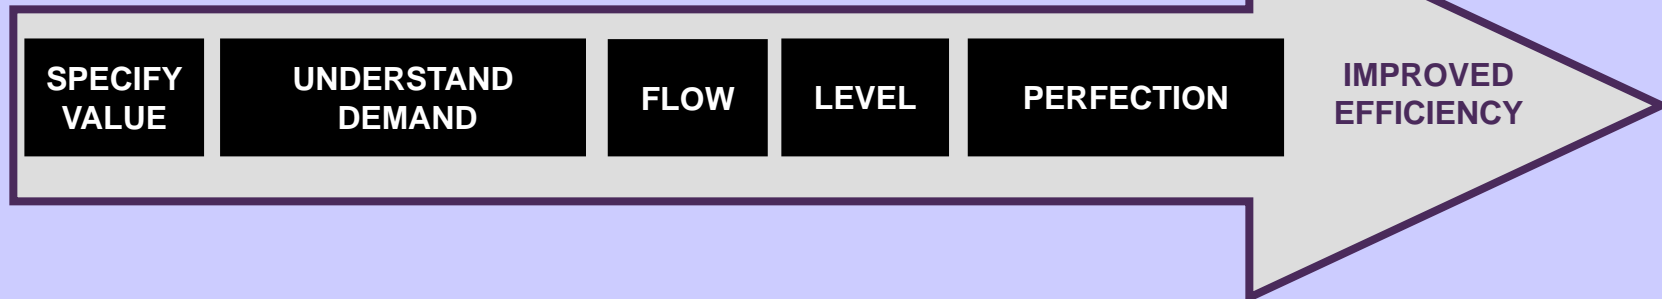 SPECIFY
VALUE
UNDERSTAND
DEMAND
FLOW
LEVEL
PERFECTION
IMPROVED
EFFICIENCY